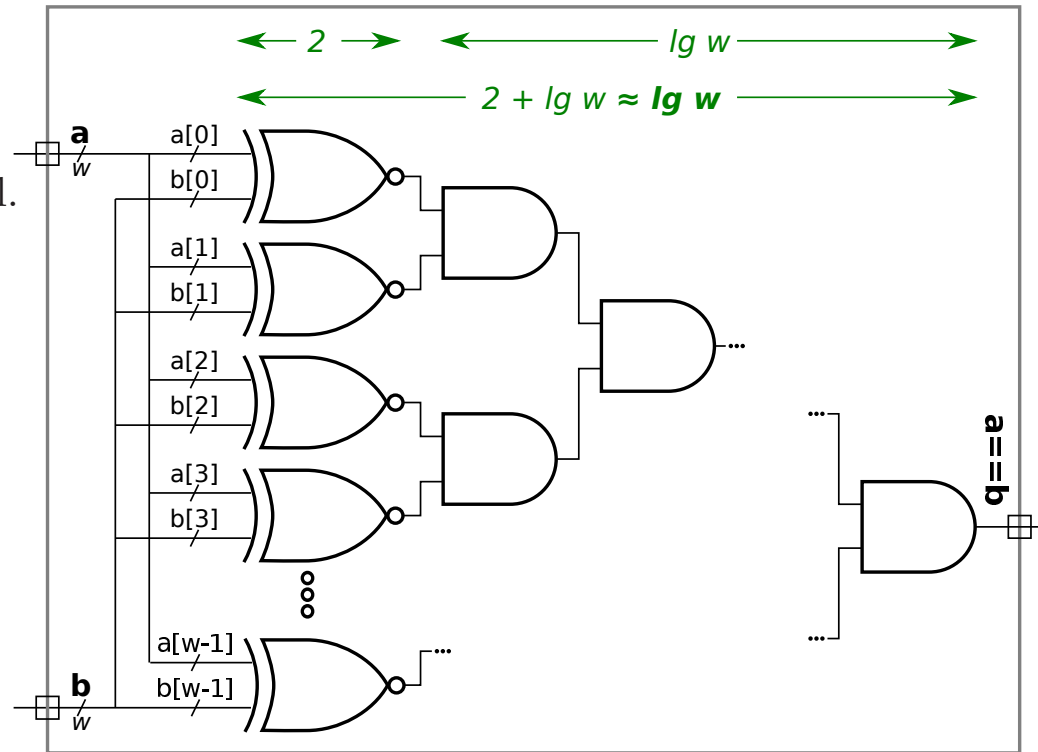 2
lg w
2 + lg w ≈ lg w
a
w
a[0]
b[0]
l.
a[1]
b[1]
a[2]
b[2]
a[3]
b[3]
a==b
a[w-1]
b[w-1]
b
w